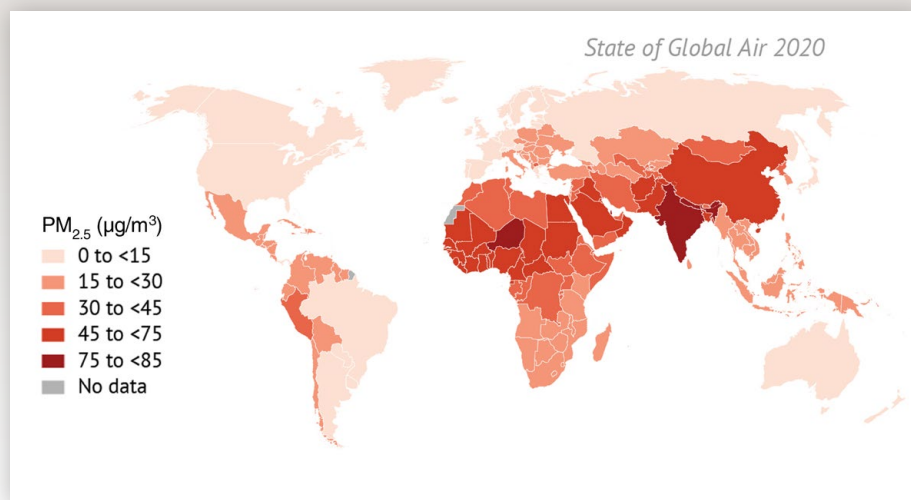 State of Global Air 2020
PM2.5 (µg/m³)
0 to <15
15 to <30
30 to <45
45 to <75
75 to <85
No data